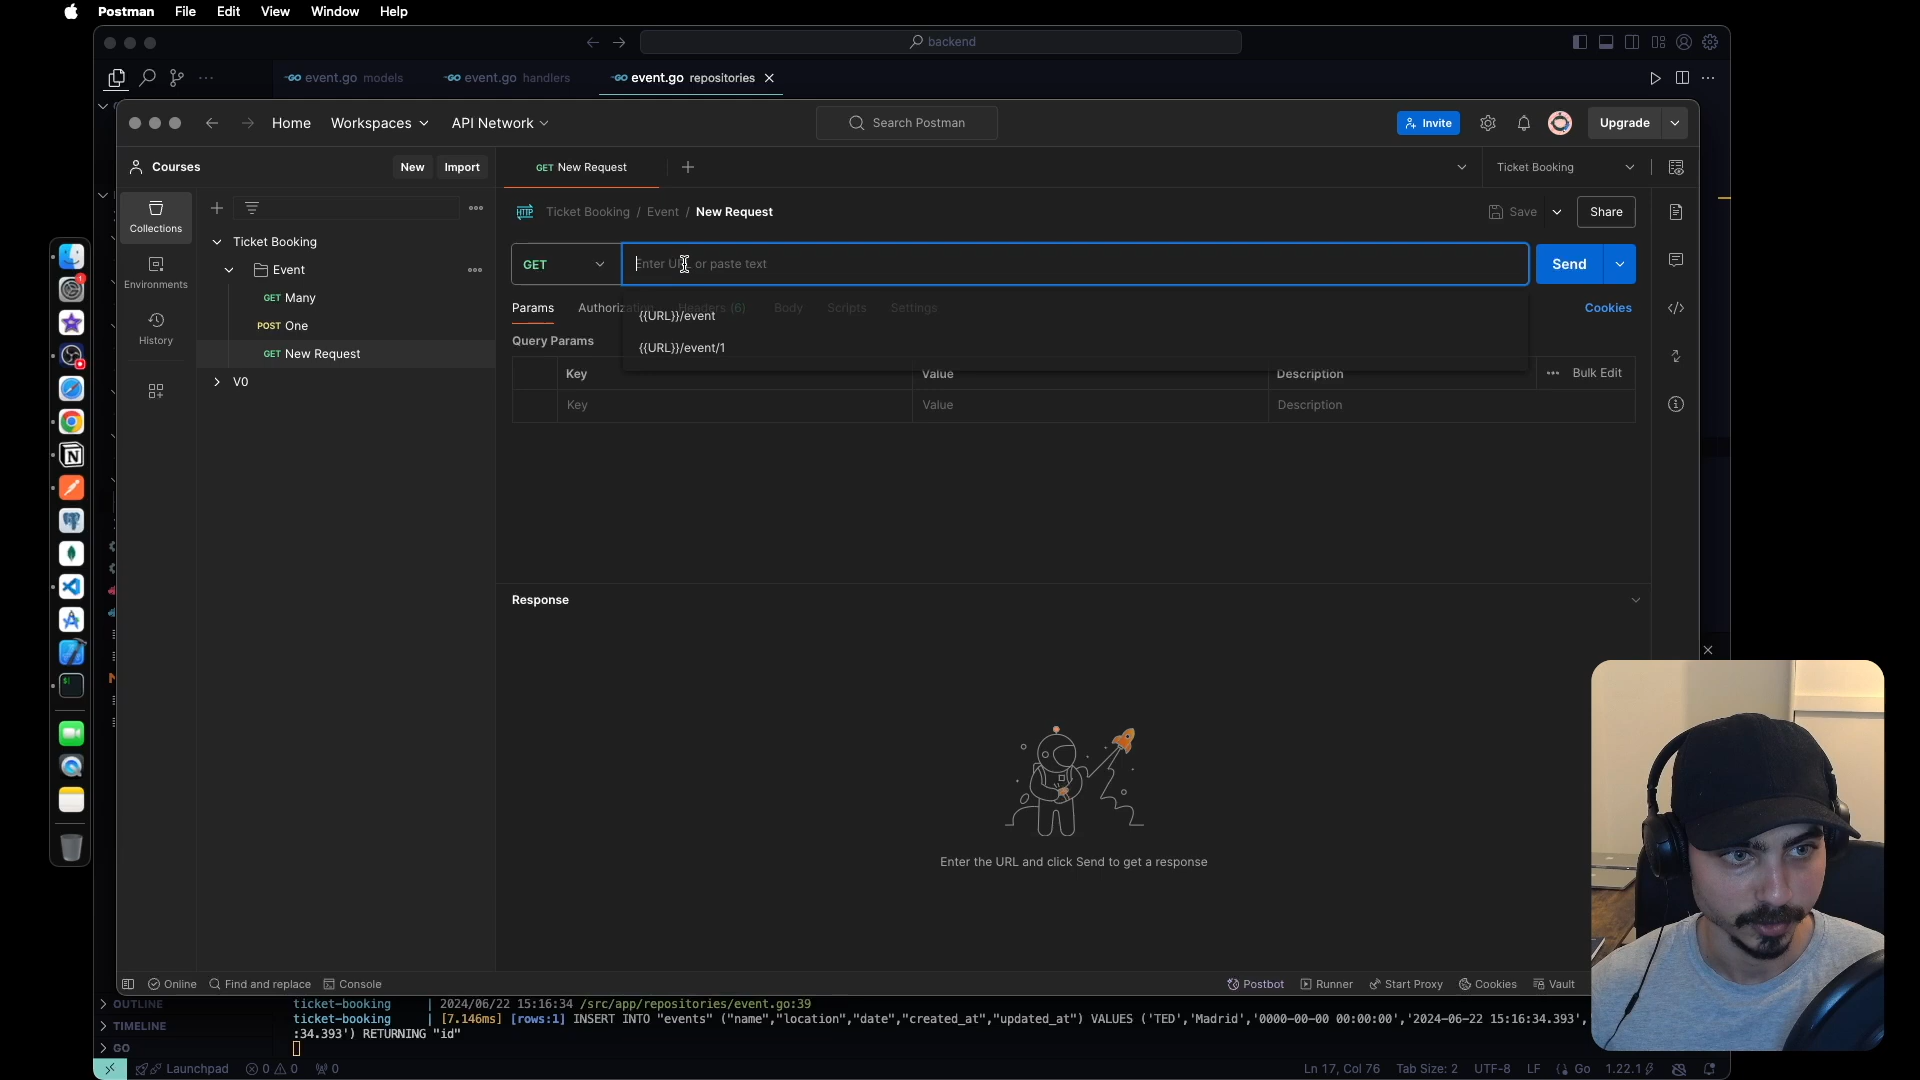 Postman File Edit View Window Help
backend
event.go models event.go handlers event.go repositories
Home Workspaces API Network Search Postman Invite Upgrade
Courses New Import GET New Request Ticket Booking
Collections
Environments
History
Ticket Booking
Event
GET Many
POST One
GET New Request
V0
Ticket Booking / Event / New Request Save Share
GET Enter URL or paste text Send
Params Authorization Headers (6) Body Scripts Settings Cookies
{{URL}}/event
Query Params
{{URL}}/event/1
Key Value Description Bulk Edit
Key Value Description
Response
Enter the URL and click Send to get a response
Online Find and replace Console Postbot Runner Start Proxy Cookies Vault
OUTLINE
TIMELINE
GO
ticket-booking | 2024/06/22 15:16:34 /src/app/repositories/event.go:39
ticket-booking | [7.146ms] [rows:1] INSERT INTO "events" ("name","location","date","created_at","updated_at") VALUES ('TED','Madrid','0000-00-00 00:00:00','2024-06-22 15:16:34.393',
:34.393') RETURNING "id"
Launchpad 0 0 0 Ln 17, Col 76 Tab Size: 2 UTF-8 LF Go 1.22.1